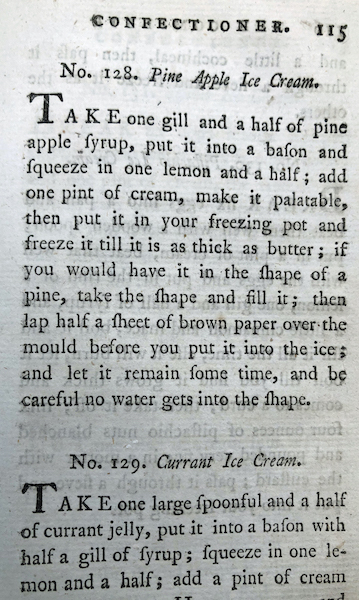 CONFECTIONER. 115
No. 128. Pine Apple Ice Cream.
TAKE one gill and a half of pine
apple ſyrup, put it into a baſon and
ſqueeze in one lemon and a half; add
one pint of cream, make it palatable,
then put it in your freezing pot and
freeze it till it is as thick as butter; if
you would have it in the ſhape of a
pine, take the ſhape and fill it; then
lap half a ſheet of brown paper over the
mould before you put it into the ice;
and let it remain ſome time, and be
careful no water gets into the ſhape.
No. 129. Currant Ice Cream.
TAKE one large ſpoonful and a half
of currant jelly, put it into a baſon with
half a gill of ſyrup; ſqueeze in one le-
mon and a half; add a pint of cream
H and